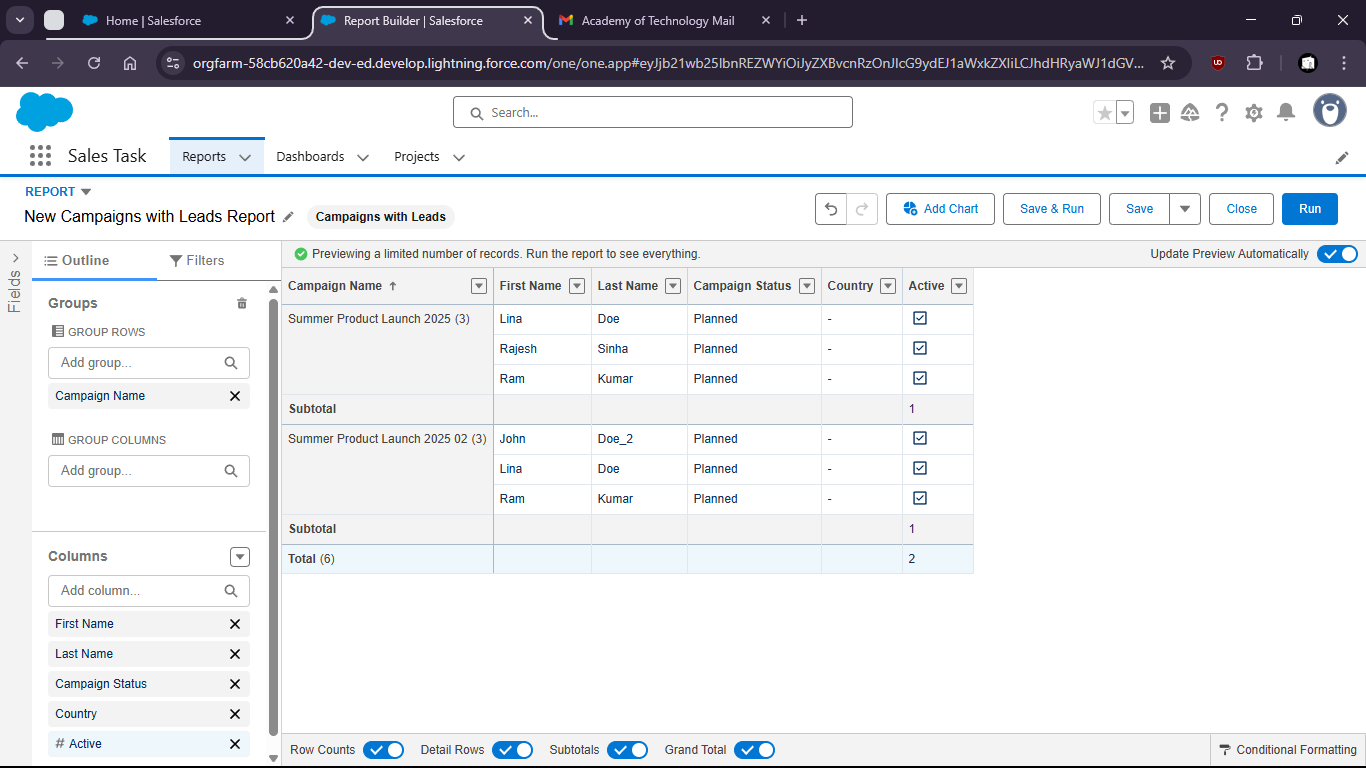 Home | Salesforce
Report Builder | Salesforce
Academy of Technology Mail
orgfarm-58cb620a42-dev-ed.develop.lightning.force.com/one/one.app#
Search...
Sales Task
Reports
Dashboards
Projects
REPORT
New Campaigns with Leads Report
Campaigns with Leads
Add Chart
Save & Run
Save
Close
Run
Fields
Outline
Filters
Previewing a limited number of records. Run the report to see everything.
Update Preview Automatically
Groups
GROUP ROWS
Add group...
Campaign Name
GROUP COLUMNS
Add group...
Columns
Add column...
First Name
Last Name
Campaign Status
Country
# Active
Campaign Name First Name Last Name Campaign Status Country Active
Summer Product Launch 2025 (3) Lina Doe Planned -
Rajesh Sinha Planned -
Ram Kumar Planned -
Subtotal 1
Summer Product Launch 2025 02 (3) John Doe_2 Planned -
Lina Doe Planned -
Ram Kumar Planned -
Subtotal 1
Total (6) 2
Row Counts
Detail Rows
Subtotals
Grand Total
Conditional Formatting